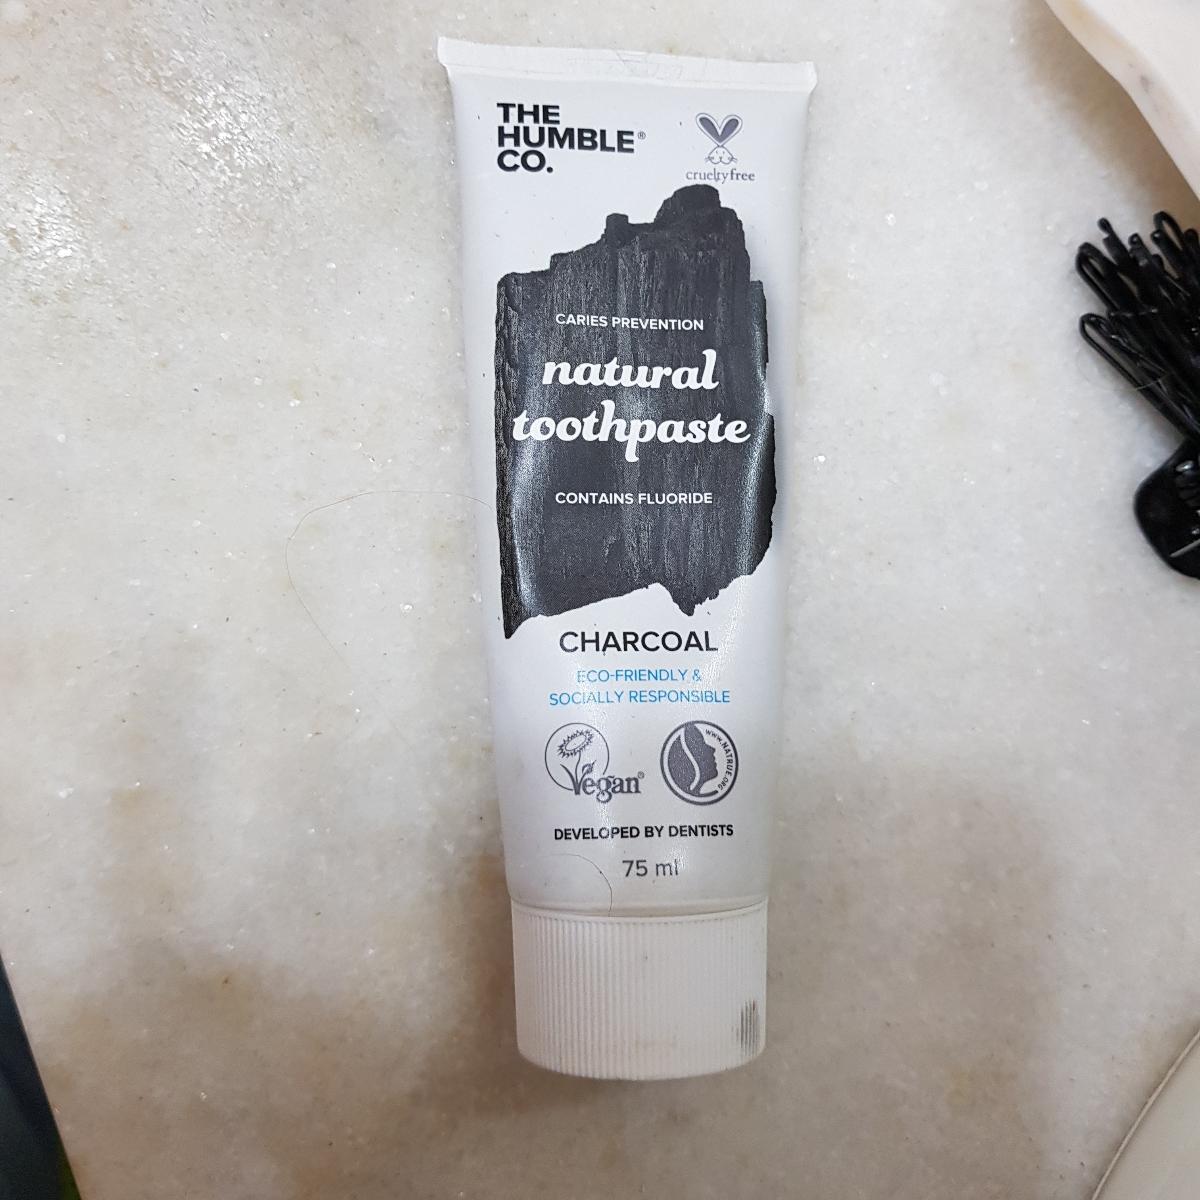 THE
HUMBLE®
CO.
crueltyfree
CARIES PREVENTION
natural
toothpaste
CONTAINS FLUORIDE
CHARCOAL
ECO-FRIENDLY &
SOCIALLY RESPONSIBLE
Vegan®
WWW.NATRUE.ORG
DEVELOPED BY DENTISTS
75 ml